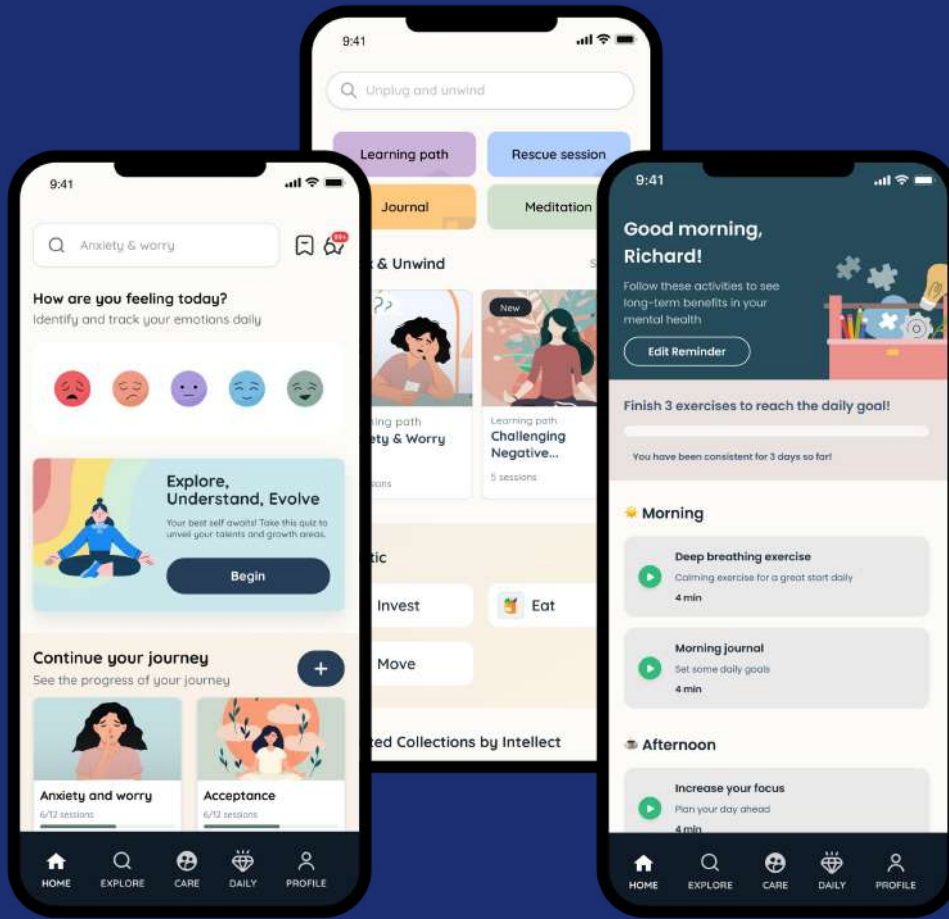 9:41
Anxiety & worry
99+
How are you feeling today?
Identify and track your emotions daily
Explore,
Understand, Evolve
Your best self awaits! Take this quiz to
unveil your talents and growth areas.
Begin
Continue your journey
See the progress of your journey
Anxiety and worry
6/12 sessions
Acceptance
6/12 sessions
HOME
EXPLORE
CARE
DAILY
PROFILE
9:41
Unplug and unwind
Learning path
Rescue session
Journal
Meditation
& Unwind
New
path
& Worry
Learning path
Challenging
Negative...
5 sessions
Invest
Eat
Move
Collections by Intellect
9:41
Good morning,
Richard!
Follow these activities to see
long-term benefits in your
mental health
Edit Reminder
Finish 3 exercises to reach the daily goal!
You have been consistent for 3 days so far!
Morning
Deep breathing exercise
Calming exercise for a great start daily
4 min
Morning journal
Set some daily goals
4 min
Afternoon
Increase your focus
Plan your day ahead
4 min
HOME
EXPLORE
CARE
DAILY
PROFILE